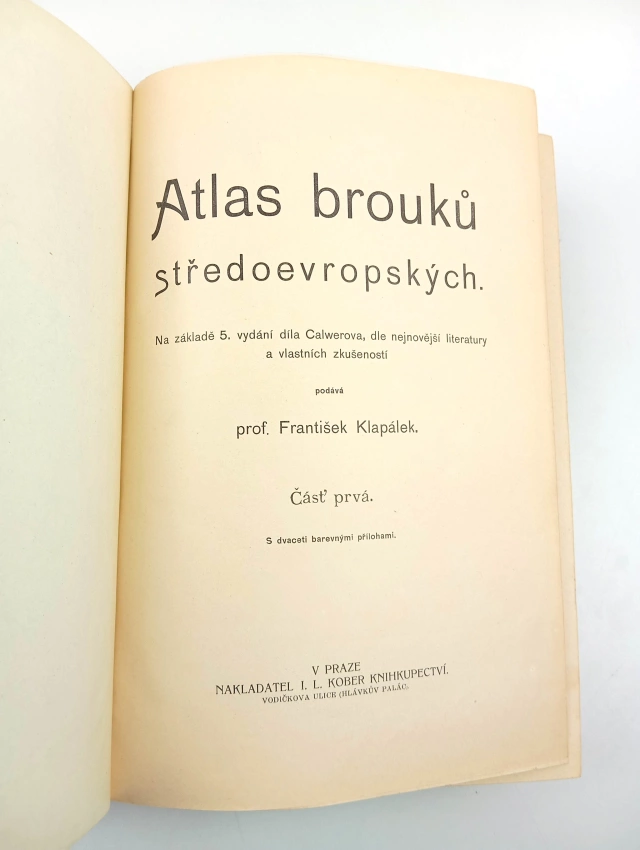 Atlas brouků
středoevropských.
Na základě 5. vydání díla Calwerova, dle nejnovější literatury
a vlastních zkušeností
podává
prof. František Klapálek.
Část prvá.
S dvaceti barevnými přílohami.
V PRAZE
NAKLADATEL I. L. KOBER KNIHKUPECTVÍ.
VODIČKOVA ULICE (HLÁVKŮV PALÁC).